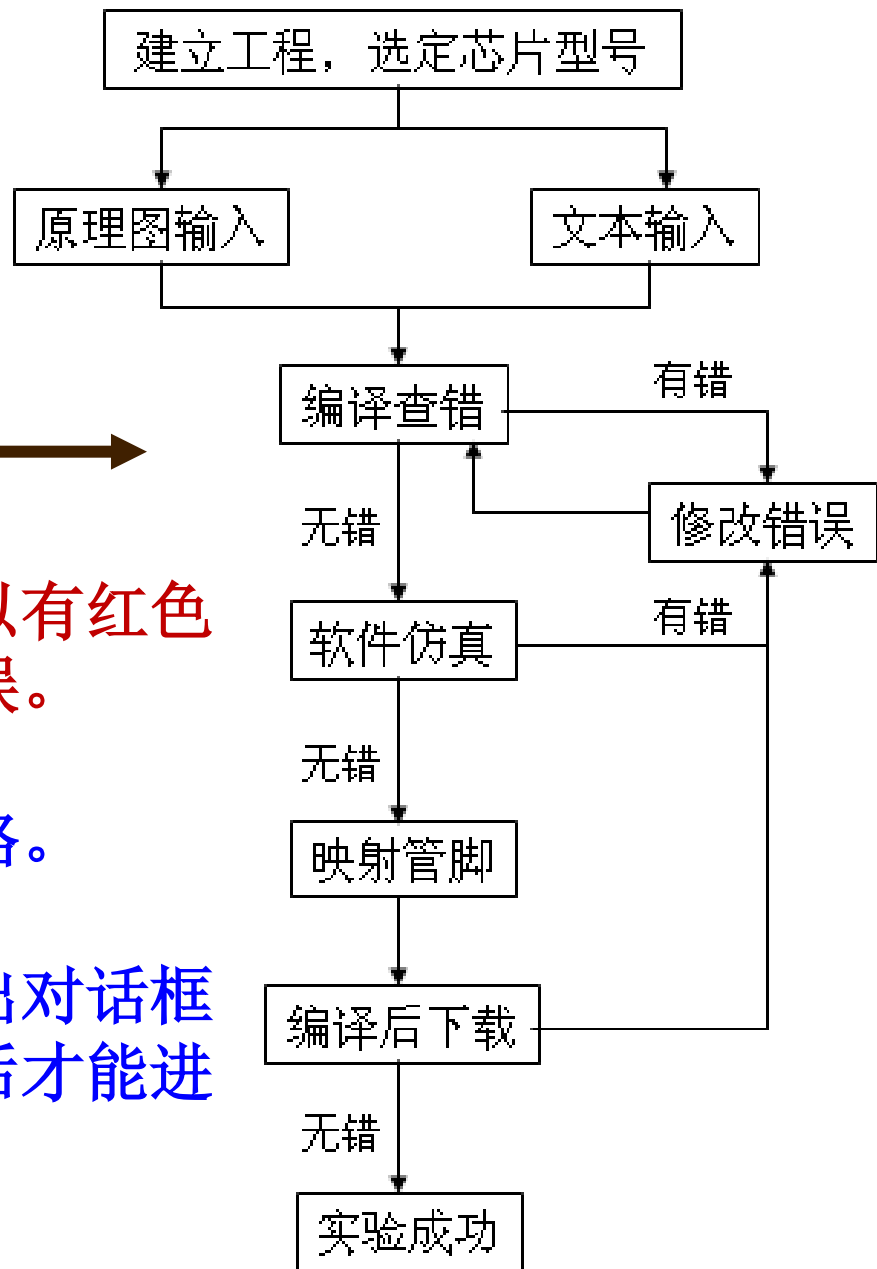 建立工程，选定芯片型号
原理图输入
文本输入
编译查错
有错
修改错误
无错
软件仿真
有错
无错
映射管脚
编译后下载
无错
实验成功
以有红色
误。
路。
出对话框
后才能进